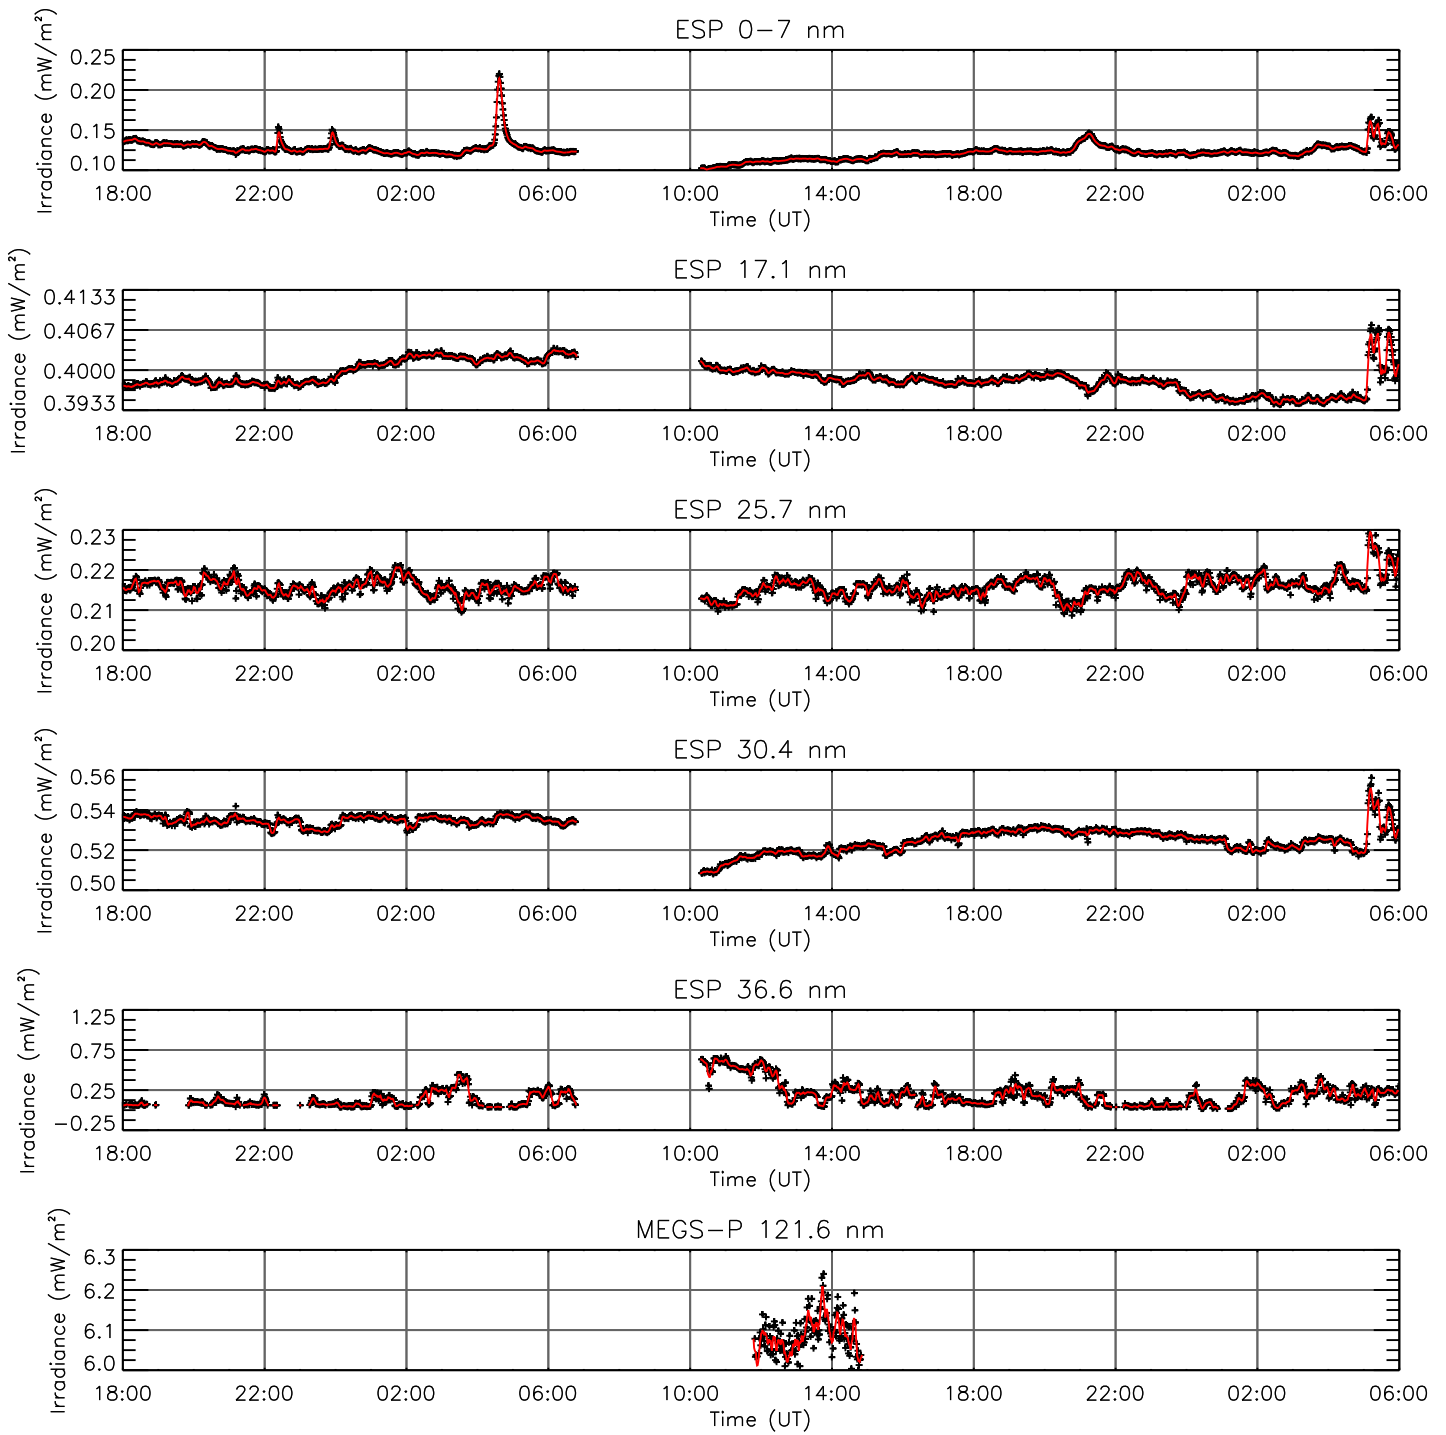 ESP 0-7 nm
Irradiance (mW/m²)
0.25
0.20
0.15
0.10
18:00 22:00 02:00 06:00 10:00 14:00 18:00 22:00 02:00 06:00
Time (UT)
ESP 17.1 nm
Irradiance (mW/m²)
0.4133
0.4067
0.4000
0.3933
18:00 22:00 02:00 06:00 10:00 14:00 18:00 22:00 02:00 06:00
Time (UT)
ESP 25.7 nm
Irradiance (mW/m²)
0.23
0.22
0.21
0.20
18:00 22:00 02:00 06:00 10:00 14:00 18:00 22:00 02:00 06:00
Time (UT)
ESP 30.4 nm
Irradiance (mW/m²)
0.56
0.54
0.52
0.50
18:00 22:00 02:00 06:00 10:00 14:00 18:00 22:00 02:00 06:00
Time (UT)
ESP 36.6 nm
Irradiance (mW/m²)
1.25
0.75
0.25
-0.25
18:00 22:00 02:00 06:00 10:00 14:00 18:00 22:00 02:00 06:00
Time (UT)
MEGS-P 121.6 nm
Irradiance (mW/m²)
6.3
6.2
6.1
6.0
18:00 22:00 02:00 06:00 10:00 14:00 18:00 22:00 02:00 06:00
Time (UT)